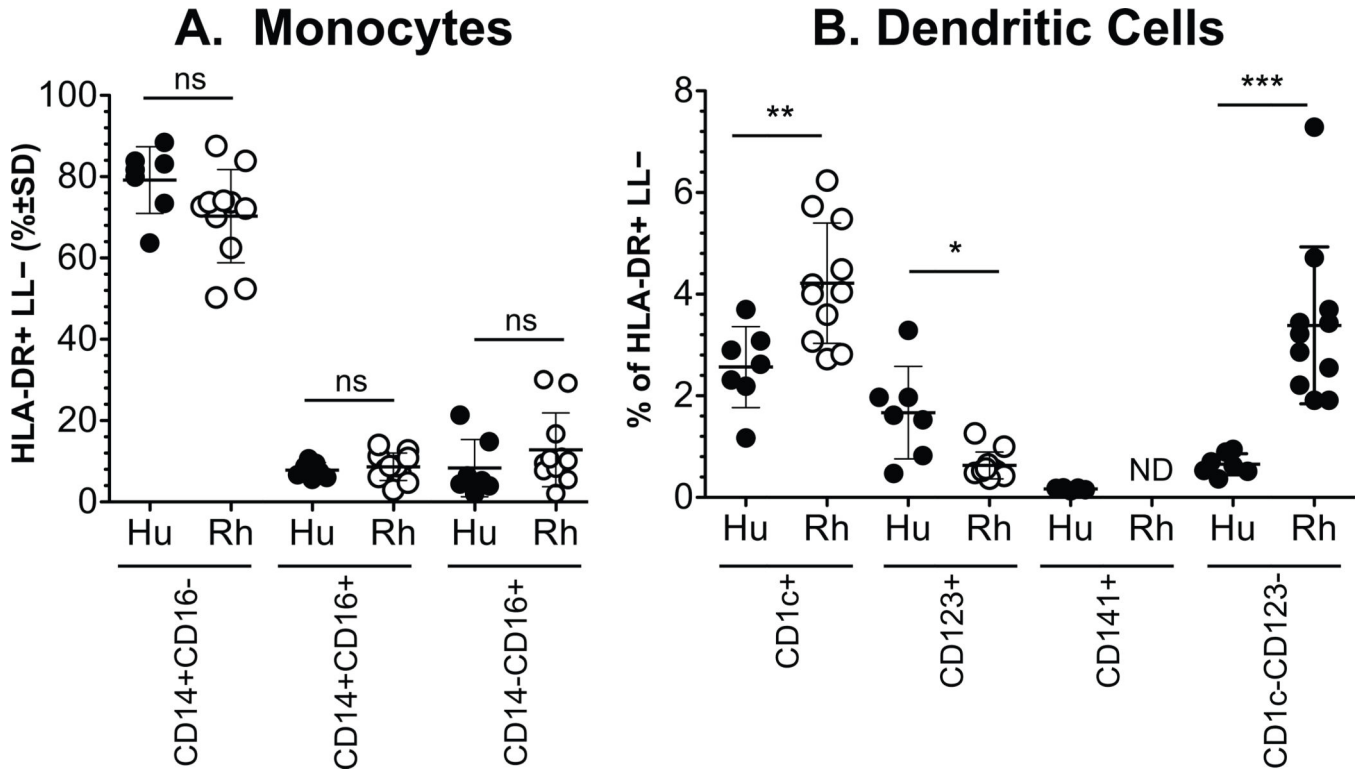 A. Monocytes
HLA-DR+ LL− (%±SD)
100
80
60
40
20
0
ns
ns
ns
Hu Rh Hu Rh Hu Rh
CD14+CD16-
CD14+CD16+
CD14-CD16+
B. Dendritic Cells
% of HLA-DR+ LL−
8
6
4
2
0
**
*
ND
***
Hu Rh Hu Rh Hu Rh Hu Rh
CD1c+
CD123+
CD141+
CD1c-CD123-